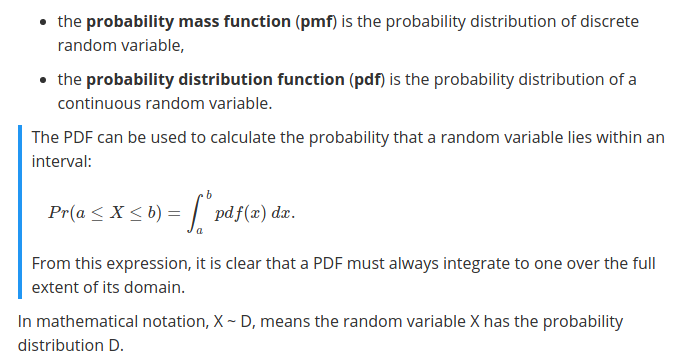 • the probability mass function (pmf) is the probability distribution of discrete
random variable,
• the probability distribution function (pdf) is the probability distribution of a
continuous random variable.
The PDF can be used to calculate the probability that a random variable lies within an
interval:
Pr(a ≤ X ≤ b) = ∫_a^b pdf(x) dx.
From this expression, it is clear that a PDF must always integrate to one over the full
extent of its domain.
In mathematical notation, X ~ D, means the random variable X has the probability
distribution D.